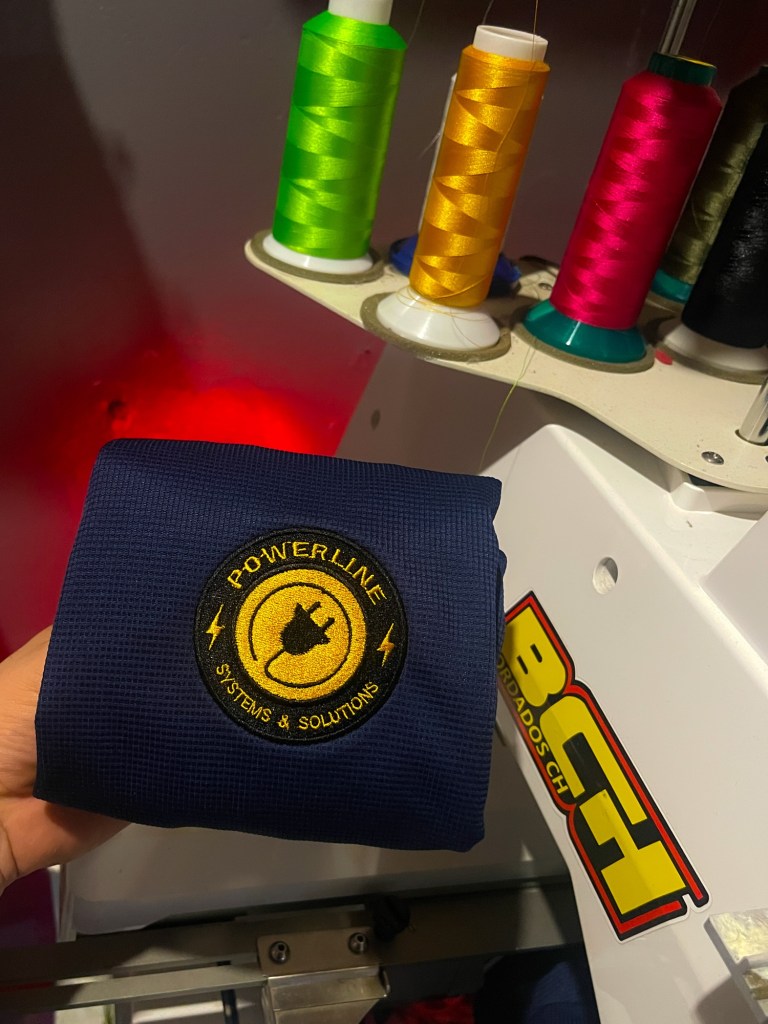 POWERLINE
SYSTEMS & SOLUTIONS
BCH
ORDADOS CH